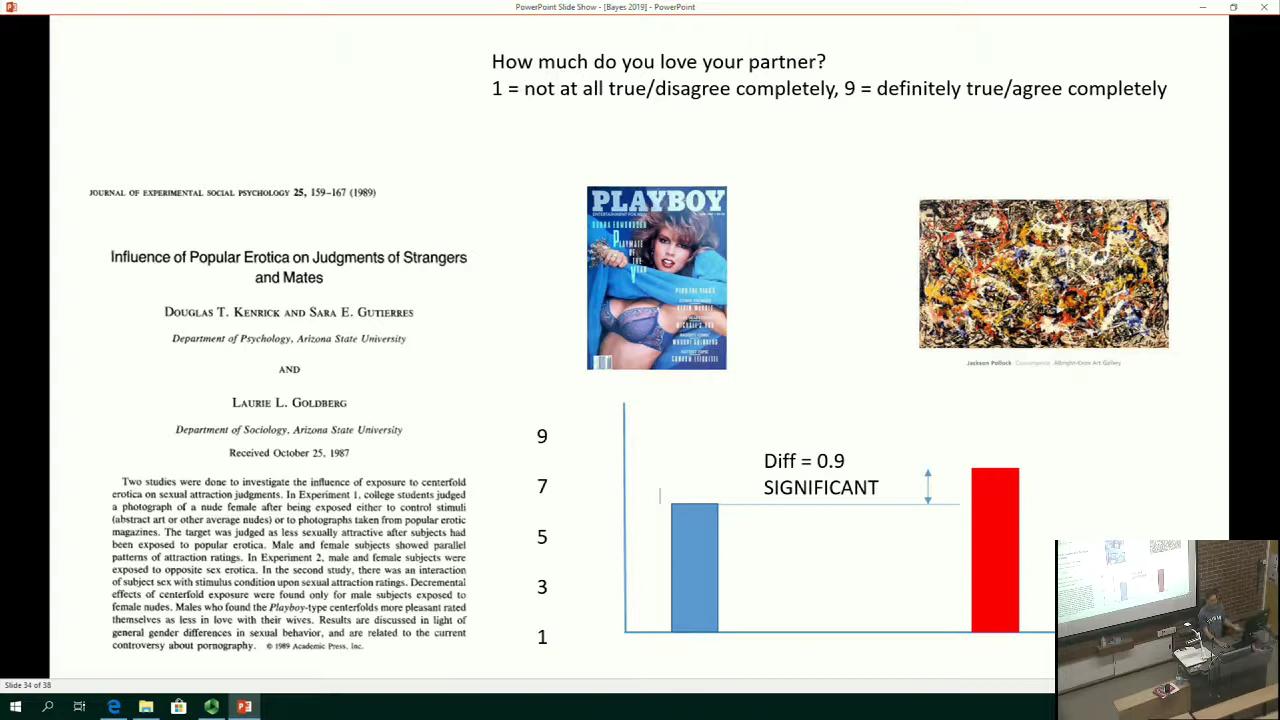 PowerPoint Slide Show - [Bayes 2019] - PowerPoint
How much do you love your partner?
1 = not at all true/disagree completely, 9 = definitely true/agree completely
JOURNAL OF EXPERIMENTAL SOCIAL PSYCHOLOGY 25, 159–167 (1989)
Influence of Popular Erotica on Judgments of Strangers
and Mates
DOUGLAS T. KENRICK AND SARA E. GUTIERRES
Department of Psychology, Arizona State University
AND
LAURIE L. GOLDBERG
Department of Sociology, Arizona State University
Received October 25, 1987
Two studies were done to investigate the influence of exposure to centerfold
erotica on sexual attraction judgments. In Experiment 1, college students judged
a photograph of a nude female after being exposed either to control stimuli
(abstract art or other average nudes) or to photographs taken from popular erotic
magazines. The target was judged as less sexually attractive after subjects had
been exposed to popular erotica. Male and female subjects showed parallel
patterns of attraction ratings. In Experiment 2, male and female subjects were
exposed to opposite sex erotica. In the second study, there was an interaction
of subject sex with stimulus condition upon sexual attraction ratings. Decremental
effects of centerfold exposure were found only for male subjects exposed to
female nudes. Males who found the Playboy-type centerfolds more pleasant rated
themselves as less in love with their wives. Results are discussed in light of
general gender differences in sexual behavior, and are related to the current
controversy about pornography. © 1989 Academic Press, Inc.
PLAYBOY
ENTERTAINMENT FOR MEN
PLAYMATE
OF THE
YEAR
Jackson Pollock Convergence Albright-Knox Art Gallery
9
7
5
3
1
Diff = 0.9
SIGNIFICANT
Slide 34 of 38